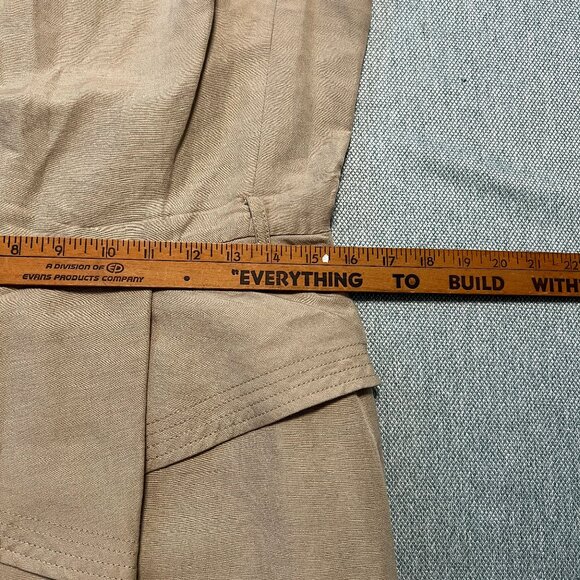 8 9 10 11 12 13 14 15 16 17 18 19 20 21 22
A DIVISION OF EP
EVANS PRODUCTS COMPANY
"EVERYTHING TO BUILD WITH